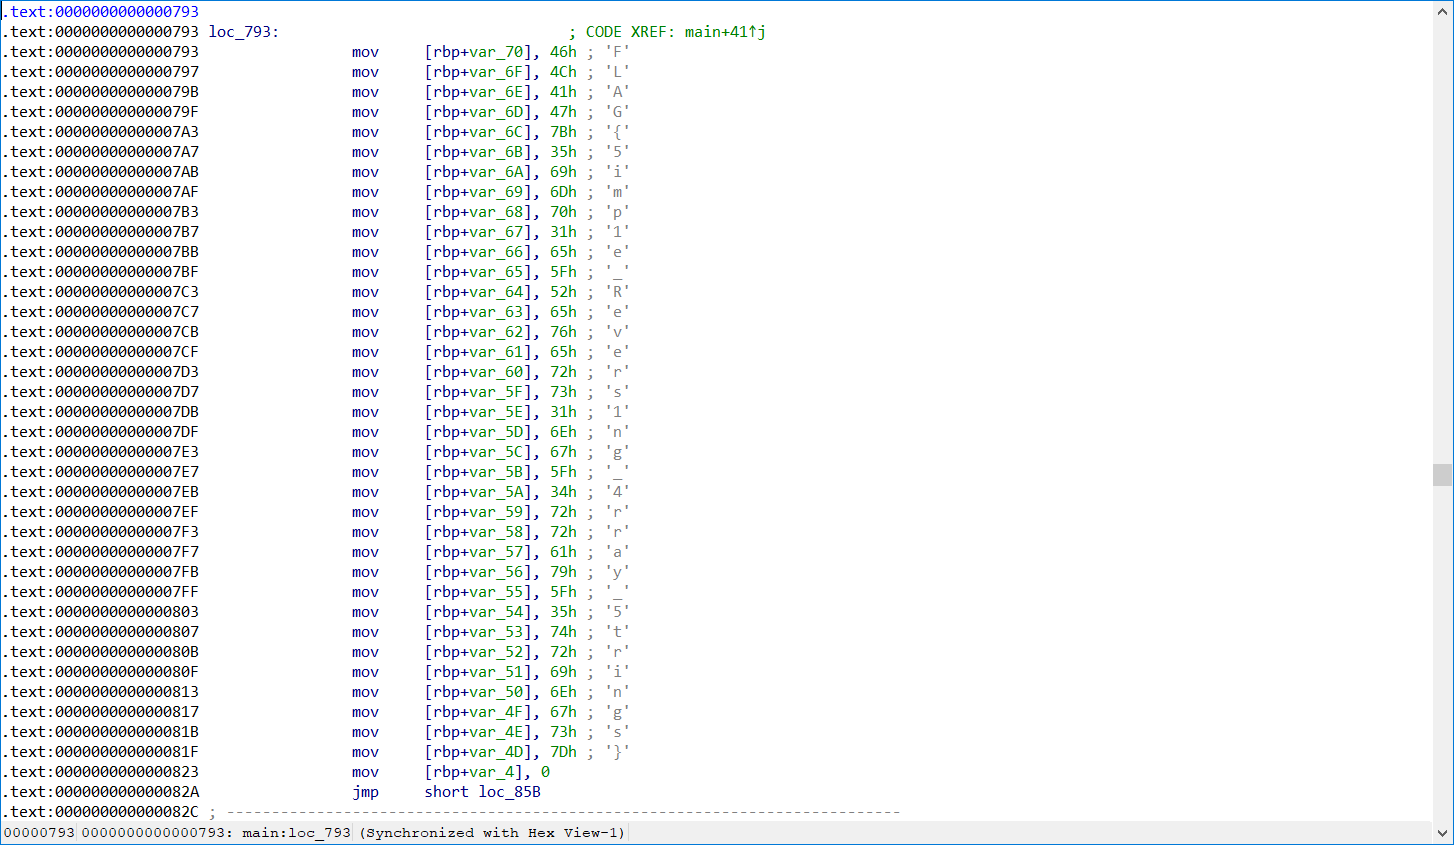 .text:0000000000000793
.text:0000000000000793 loc_793: ; CODE XREF: main+41↑j
.text:0000000000000793 mov [rbp+var_70], 46h ; 'F'
.text:0000000000000797 mov [rbp+var_6F], 4Ch ; 'L'
.text:000000000000079B mov [rbp+var_6E], 41h ; 'A'
.text:000000000000079F mov [rbp+var_6D], 47h ; 'G'
.text:00000000000007A3 mov [rbp+var_6C], 7Bh ; '{'
.text:00000000000007A7 mov [rbp+var_6B], 35h ; '5'
.text:00000000000007AB mov [rbp+var_6A], 69h ; 'i'
.text:00000000000007AF mov [rbp+var_69], 6Dh ; 'm'
.text:00000000000007B3 mov [rbp+var_68], 70h ; 'p'
.text:00000000000007B7 mov [rbp+var_67], 31h ; '1'
.text:00000000000007BB mov [rbp+var_66], 65h ; 'e'
.text:00000000000007BF mov [rbp+var_65], 5Fh ; '_'
.text:00000000000007C3 mov [rbp+var_64], 52h ; 'R'
.text:00000000000007C7 mov [rbp+var_63], 65h ; 'e'
.text:00000000000007CB mov [rbp+var_62], 76h ; 'v'
.text:00000000000007CF mov [rbp+var_61], 65h ; 'e'
.text:00000000000007D3 mov [rbp+var_60], 72h ; 'r'
.text:00000000000007D7 mov [rbp+var_5F], 73h ; 's'
.text:00000000000007DB mov [rbp+var_5E], 31h ; '1'
.text:00000000000007DF mov [rbp+var_5D], 6Eh ; 'n'
.text:00000000000007E3 mov [rbp+var_5C], 67h ; 'g'
.text:00000000000007E7 mov [rbp+var_5B], 5Fh ; '_'
.text:00000000000007EB mov [rbp+var_5A], 34h ; '4'
.text:00000000000007EF mov [rbp+var_59], 72h ; 'r'
.text:00000000000007F3 mov [rbp+var_58], 72h ; 'r'
.text:00000000000007F7 mov [rbp+var_57], 61h ; 'a'
.text:00000000000007FB mov [rbp+var_56], 79h ; 'y'
.text:00000000000007FF mov [rbp+var_55], 5Fh ; '_'
.text:0000000000000803 mov [rbp+var_54], 35h ; '5'
.text:0000000000000807 mov [rbp+var_53], 74h ; 't'
.text:000000000000080B mov [rbp+var_52], 72h ; 'r'
.text:000000000000080F mov [rbp+var_51], 69h ; 'i'
.text:0000000000000813 mov [rbp+var_50], 6Eh ; 'n'
.text:0000000000000817 mov [rbp+var_4F], 67h ; 'g'
.text:000000000000081B mov [rbp+var_4E], 73h ; 's'
.text:000000000000081F mov [rbp+var_4D], 7Dh ; '}'
.text:0000000000000823 mov [rbp+var_4], 0
.text:000000000000082A jmp short loc_85B
.text:000000000000082C ; ---------------------------------------------------------------------------
00000793 0000000000000793: main:loc_793 (Synchronized with Hex View-1)